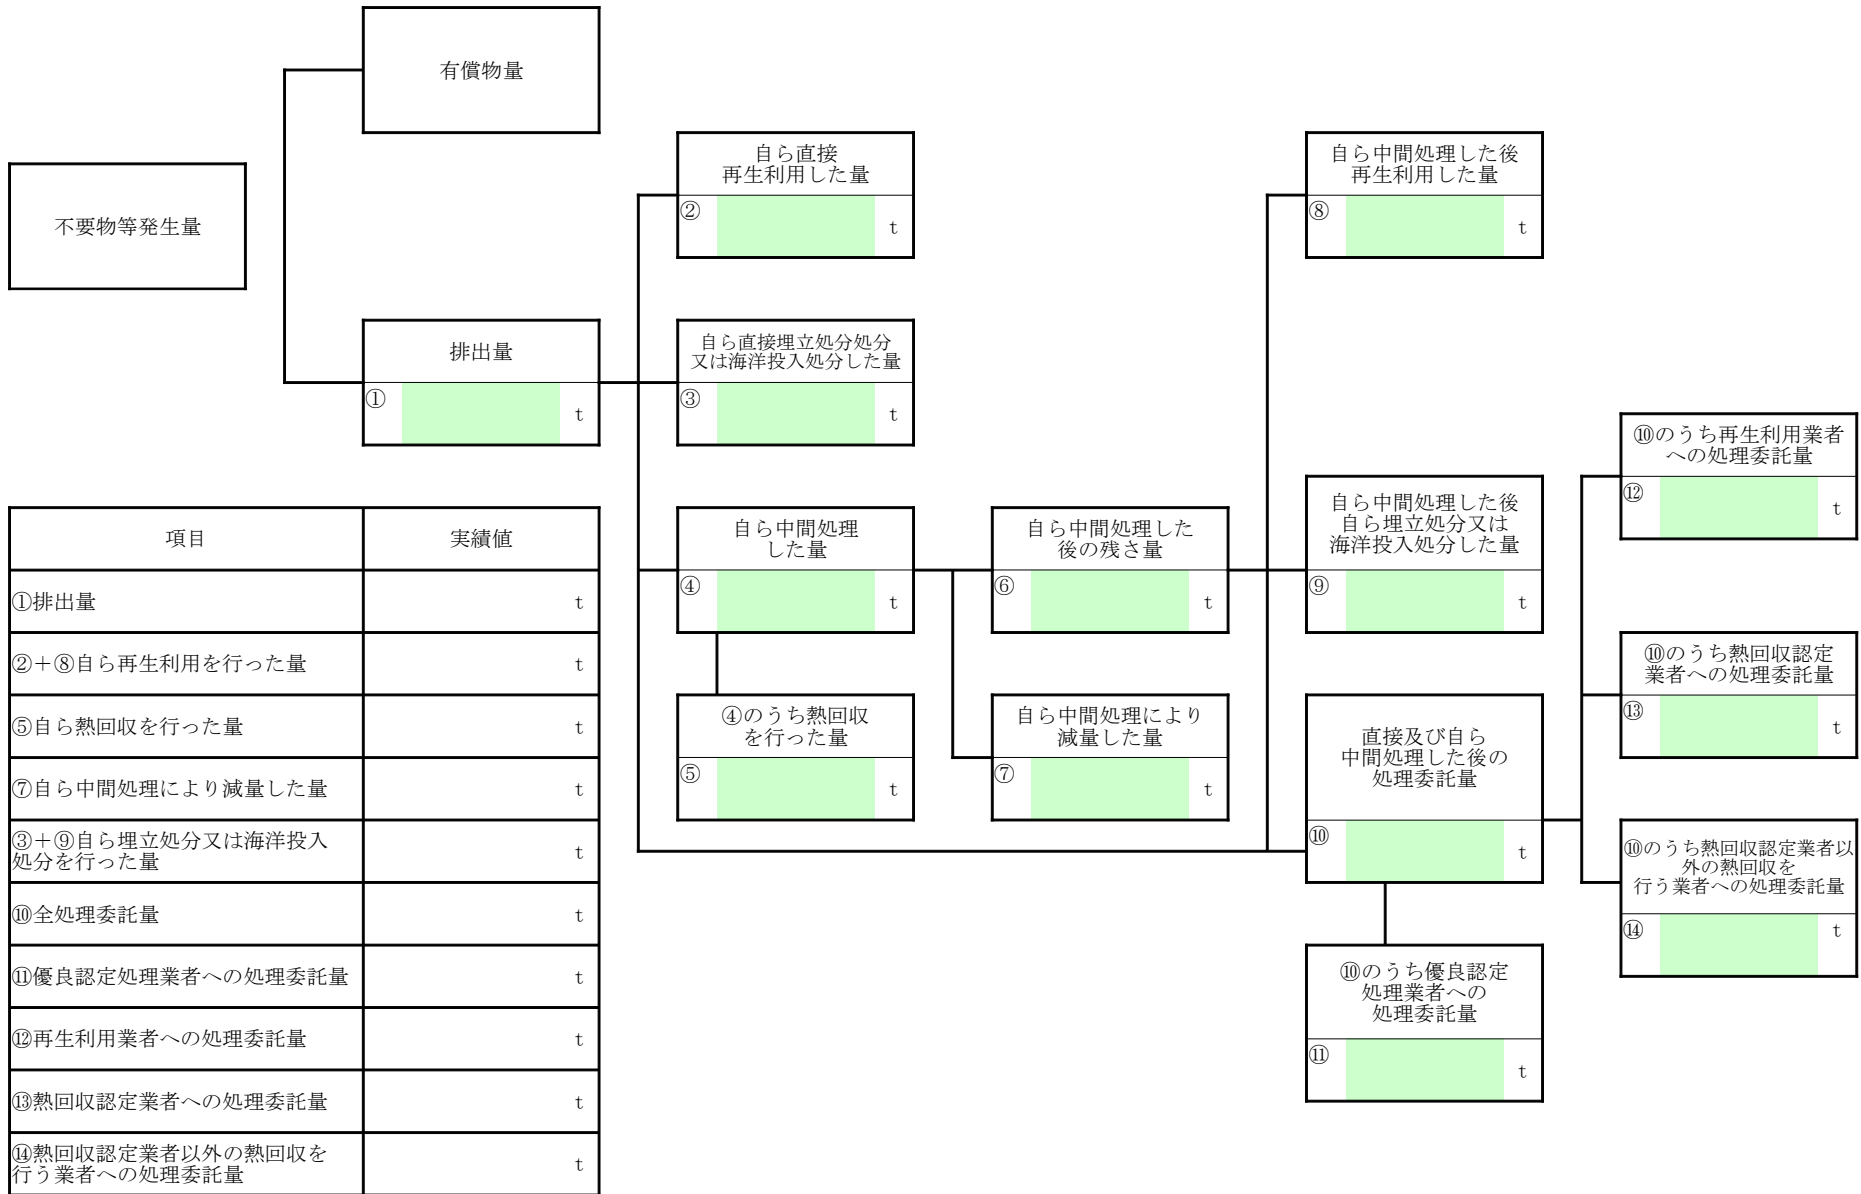 有償物量
不要物等発生量
排出量
① t
自ら直接
再生利用した量
② t
自ら直接埋立処分処分
又は海洋投入処分した量
③ t
自ら中間処理
した量
④ t
④のうち熱回収
を行った量
⑤ t
自ら中間処理した
後の残さ量
⑥ t
自ら中間処理により
減量した量
⑦ t
自ら中間処理した後
再生利用した量
⑧ t
自ら中間処理した後
自ら埋立処分又は
海洋投入処分した量
⑨ t
直接及び自ら
中間処理した後の
処理委託量
⑩ t
⑩のうち優良認定
処理業者への
処理委託量
⑪ t
⑩のうち再生利用業者
への処理委託量
⑫ t
⑩のうち熱回収認定
業者への処理委託量
⑬ t
⑩のうち熱回収認定業者以
外の熱回収を
行う業者への処理委託量
⑭ t
項目 実績値
①排出量 t
②+⑧自ら再生利用を行った量 t
⑤自ら熱回収を行った量 t
⑦自ら中間処理により減量した量 t
③+⑨自ら埋立処分又は海洋投入
処分を行った量 t
⑩全処理委託量 t
⑪優良認定処理業者への処理委託量 t
⑫再生利用業者への処理委託量 t
⑬熱回収認定業者への処理委託量 t
⑭熱回収認定業者以外の熱回収を
行う業者への処理委託量 t